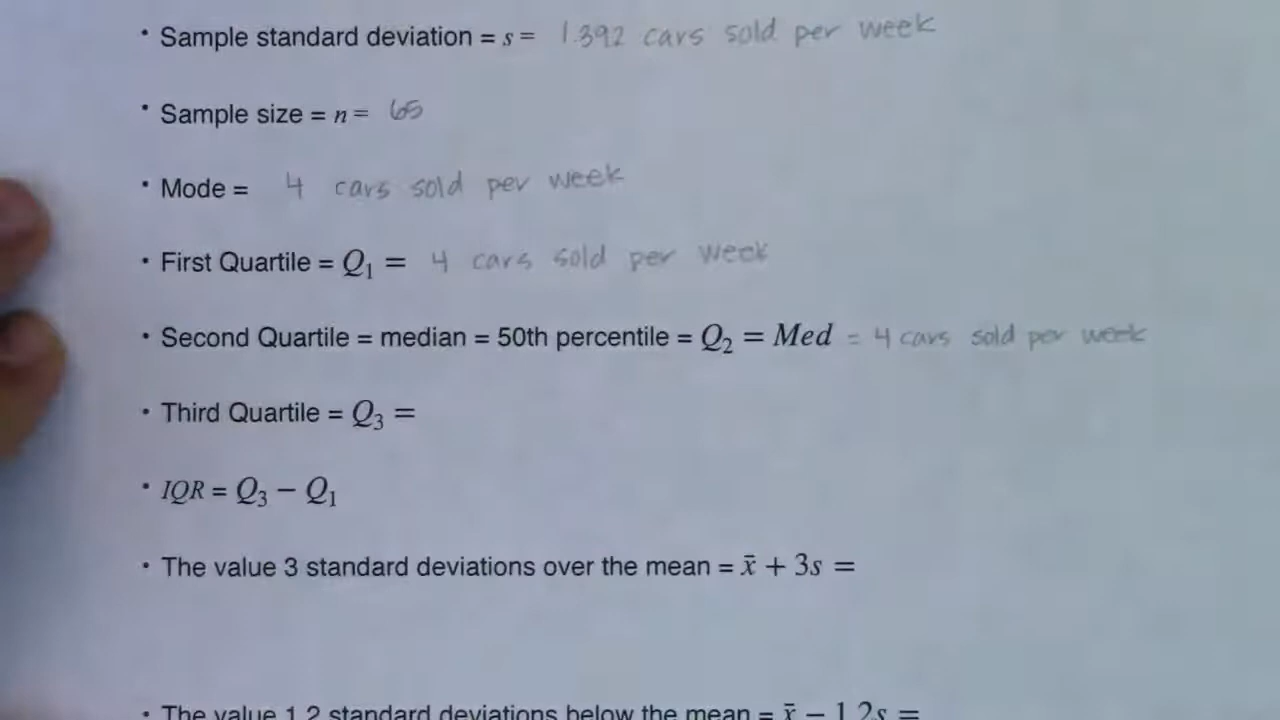 • Sample standard deviation = s = 1.392 cars sold per week
• Sample size = n = 65
• Mode = 4 cars sold per week
• First Quartile = Q₁ = 4 cars sold per week
• Second Quartile = median = 50th percentile = Q₂ = Med = 4 cars sold per week
• Third Quartile = Q₃ =
• IQR = Q₃ − Q₁
• The value 3 standard deviations over the mean = x̄ + 3s =
• The value 1.2 standard deviations below the mean = x̄ − 1.2s =